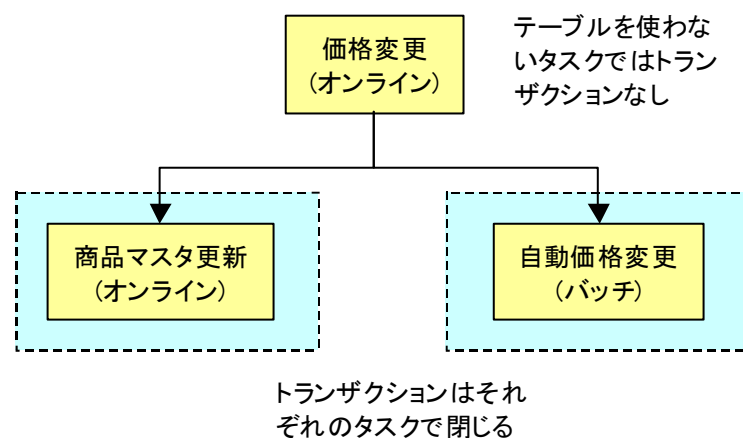 価格変更
(オンライン)
テーブルを使わな
いタスクではトラン
ザクションなし
商品マスタ更新
(オンライン)
自動価格変更
(バッチ)
トランザクションはそれ
ぞれのタスクで閉じる